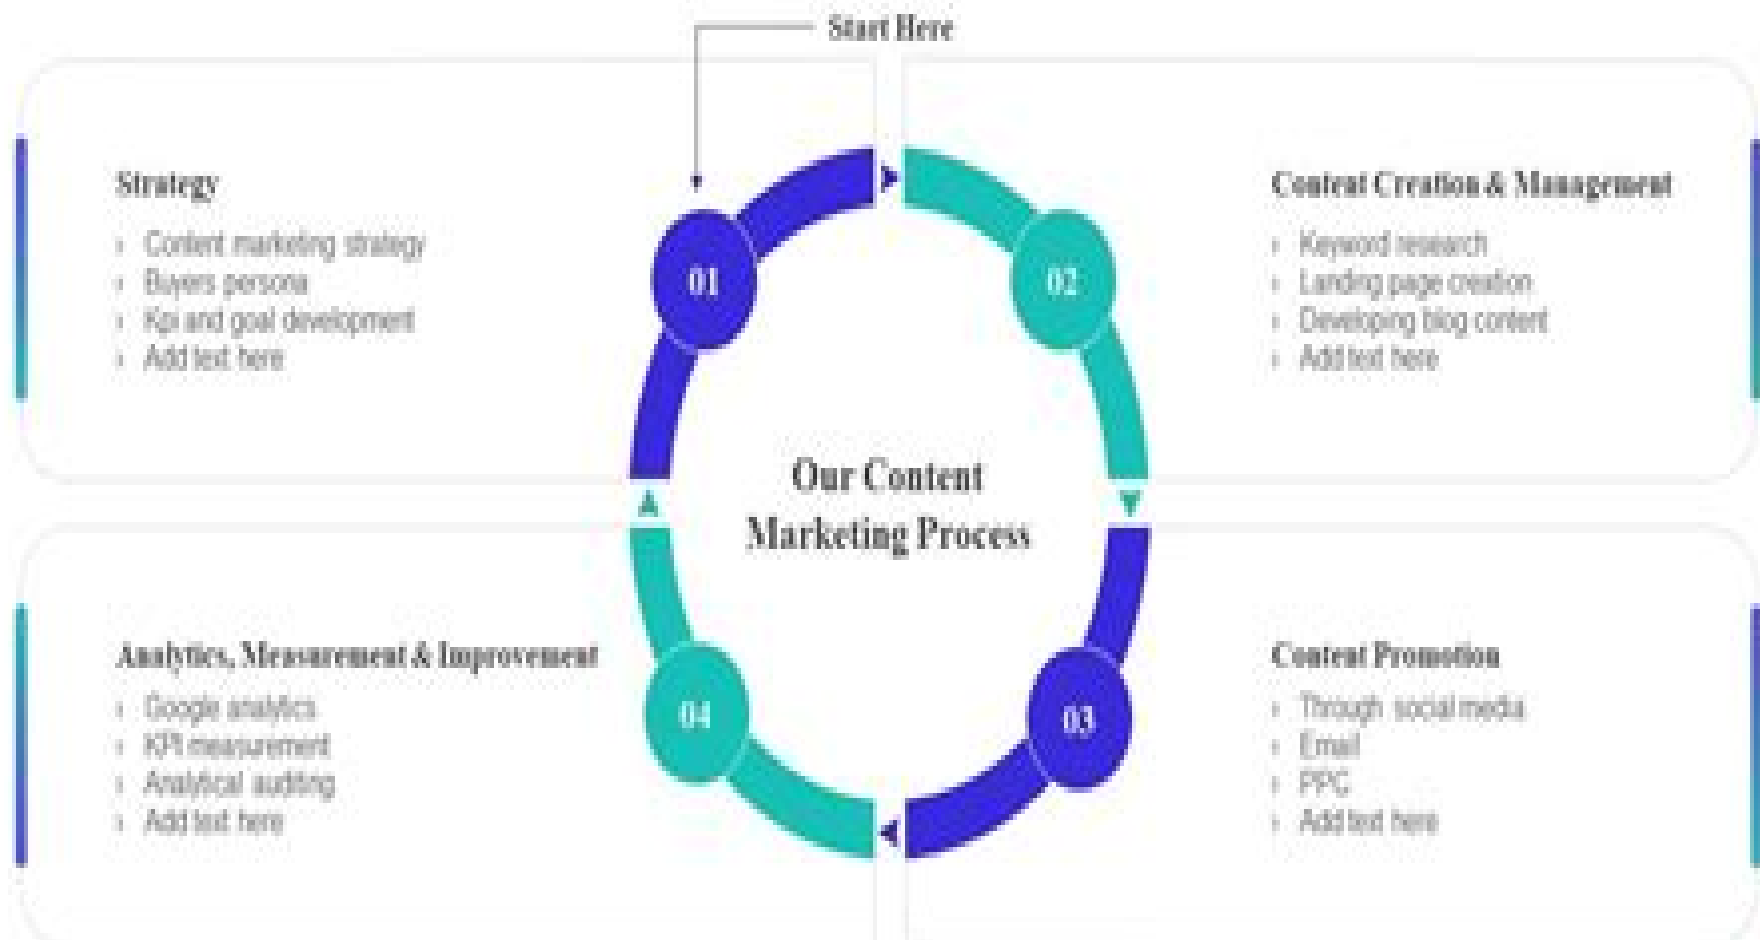 Start Here
Strategy
Content marketing strategy
Buyers persona
Kpi and goal development
Add text here
01
02
Content Creation & Management
Keyword research
Landing page creation
Developing blog content
Add text here
Our Content
Marketing Process
Analytics, Measurement & Improvement
Google analytics
KPI measurement
Analytical auditing
Add text here
04
03
Content Promotion
Through social media
Email
PPC
Add text here